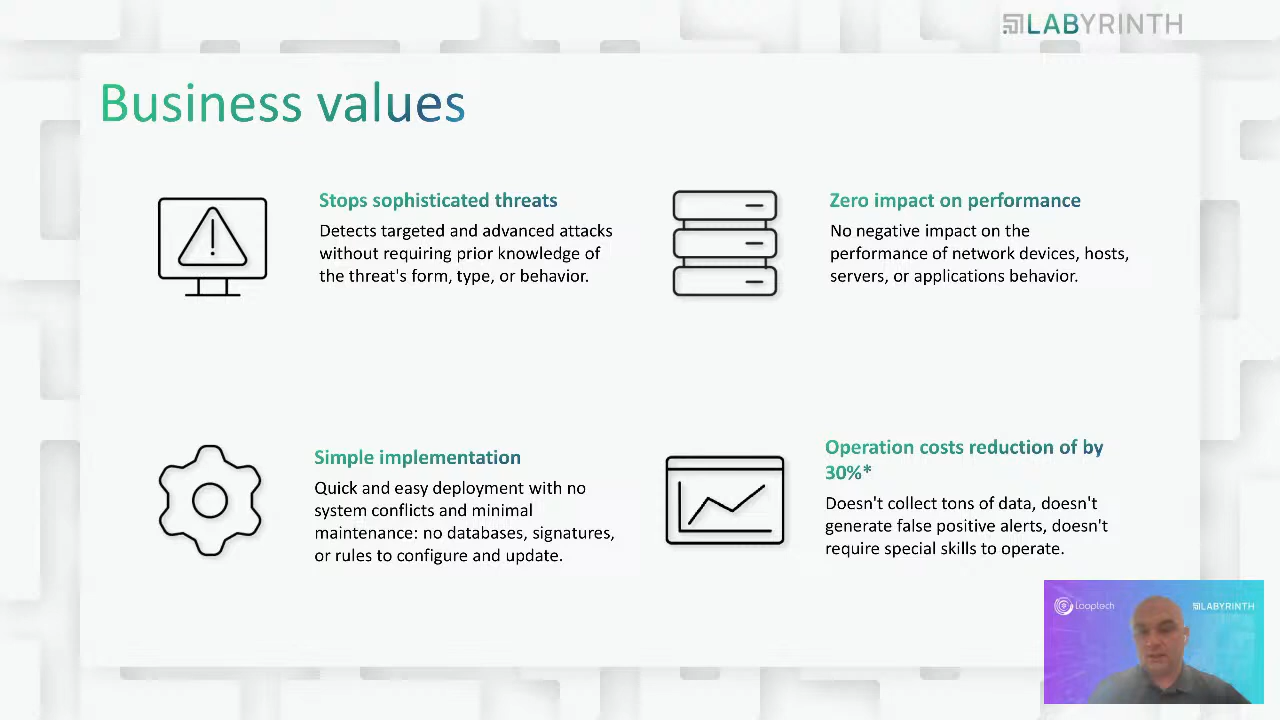 LABYRINTH
Business values
Stops sophisticated threats
Detects targeted and advanced attacks
without requiring prior knowledge of
the threat's form, type, or behavior.
Zero impact on performance
No negative impact on the
performance of network devices, hosts,
servers, or applications behavior.
Simple implementation
Quick and easy deployment with no
system conflicts and minimal
maintenance: no databases, signatures,
or rules to configure and update.
Operation costs reduction of by
30%*
Doesn't collect tons of data, doesn't
generate false positive alerts, doesn't
require special skills to operate.
Looptech
LABYRINTH